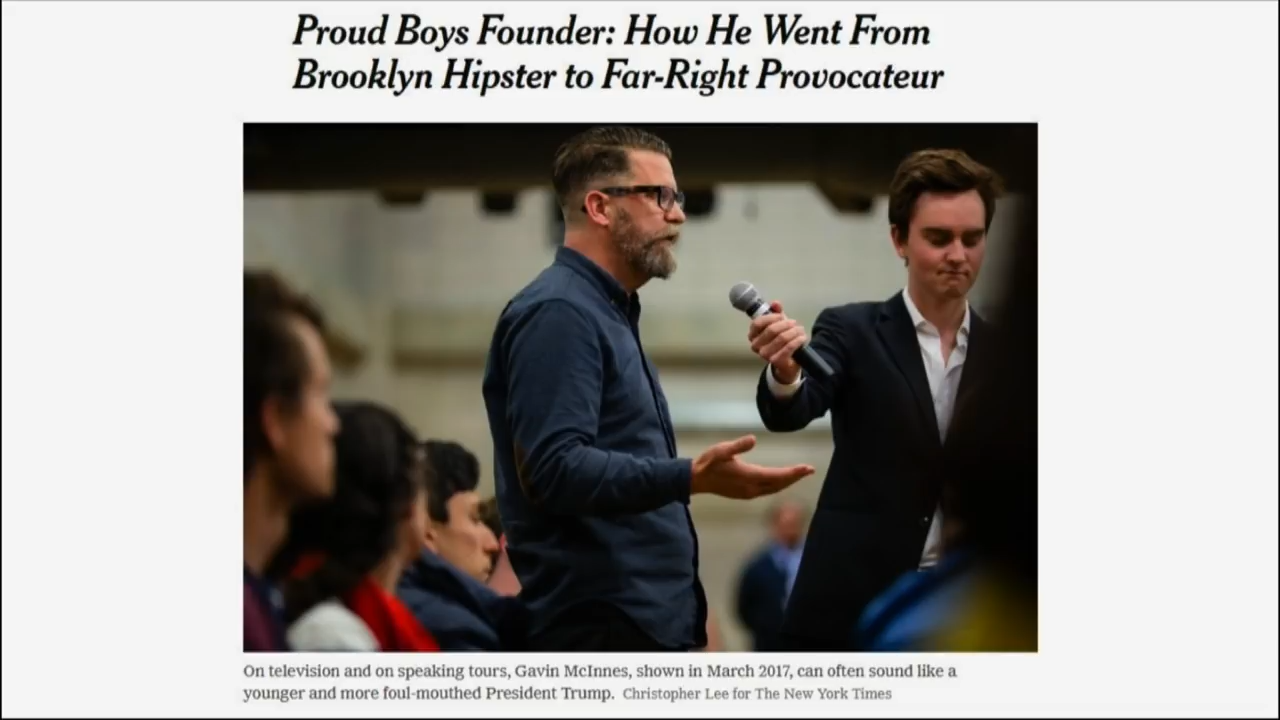 Proud Boys Founder: How He Went From
Brooklyn Hipster to Far-Right Provocateur
On television and on speaking tours, Gavin McInnes, shown in March 2017, can often sound like a
younger and more foul-mouthed President Trump. Christopher Lee for The New York Times